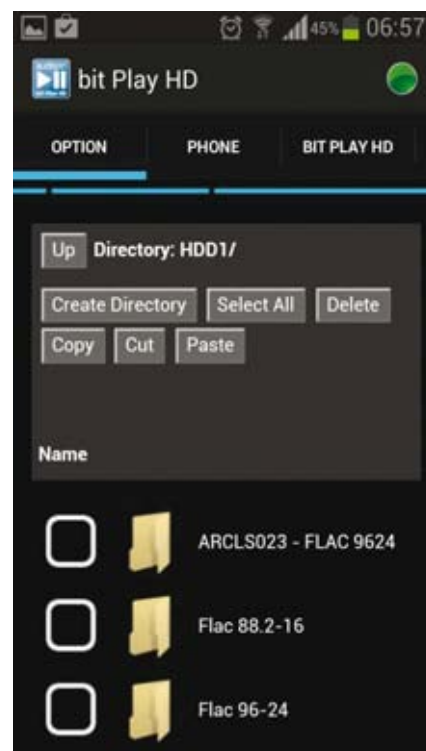 45% 06:57
bit Play HD
OPTION PHONE BIT PLAY HD
Up Directory: HDD1/
Create Directory Select All Delete
Copy Cut Paste
Name
ARCLS023 - FLAC 9624
Flac 88.2-16
Flac 96-24